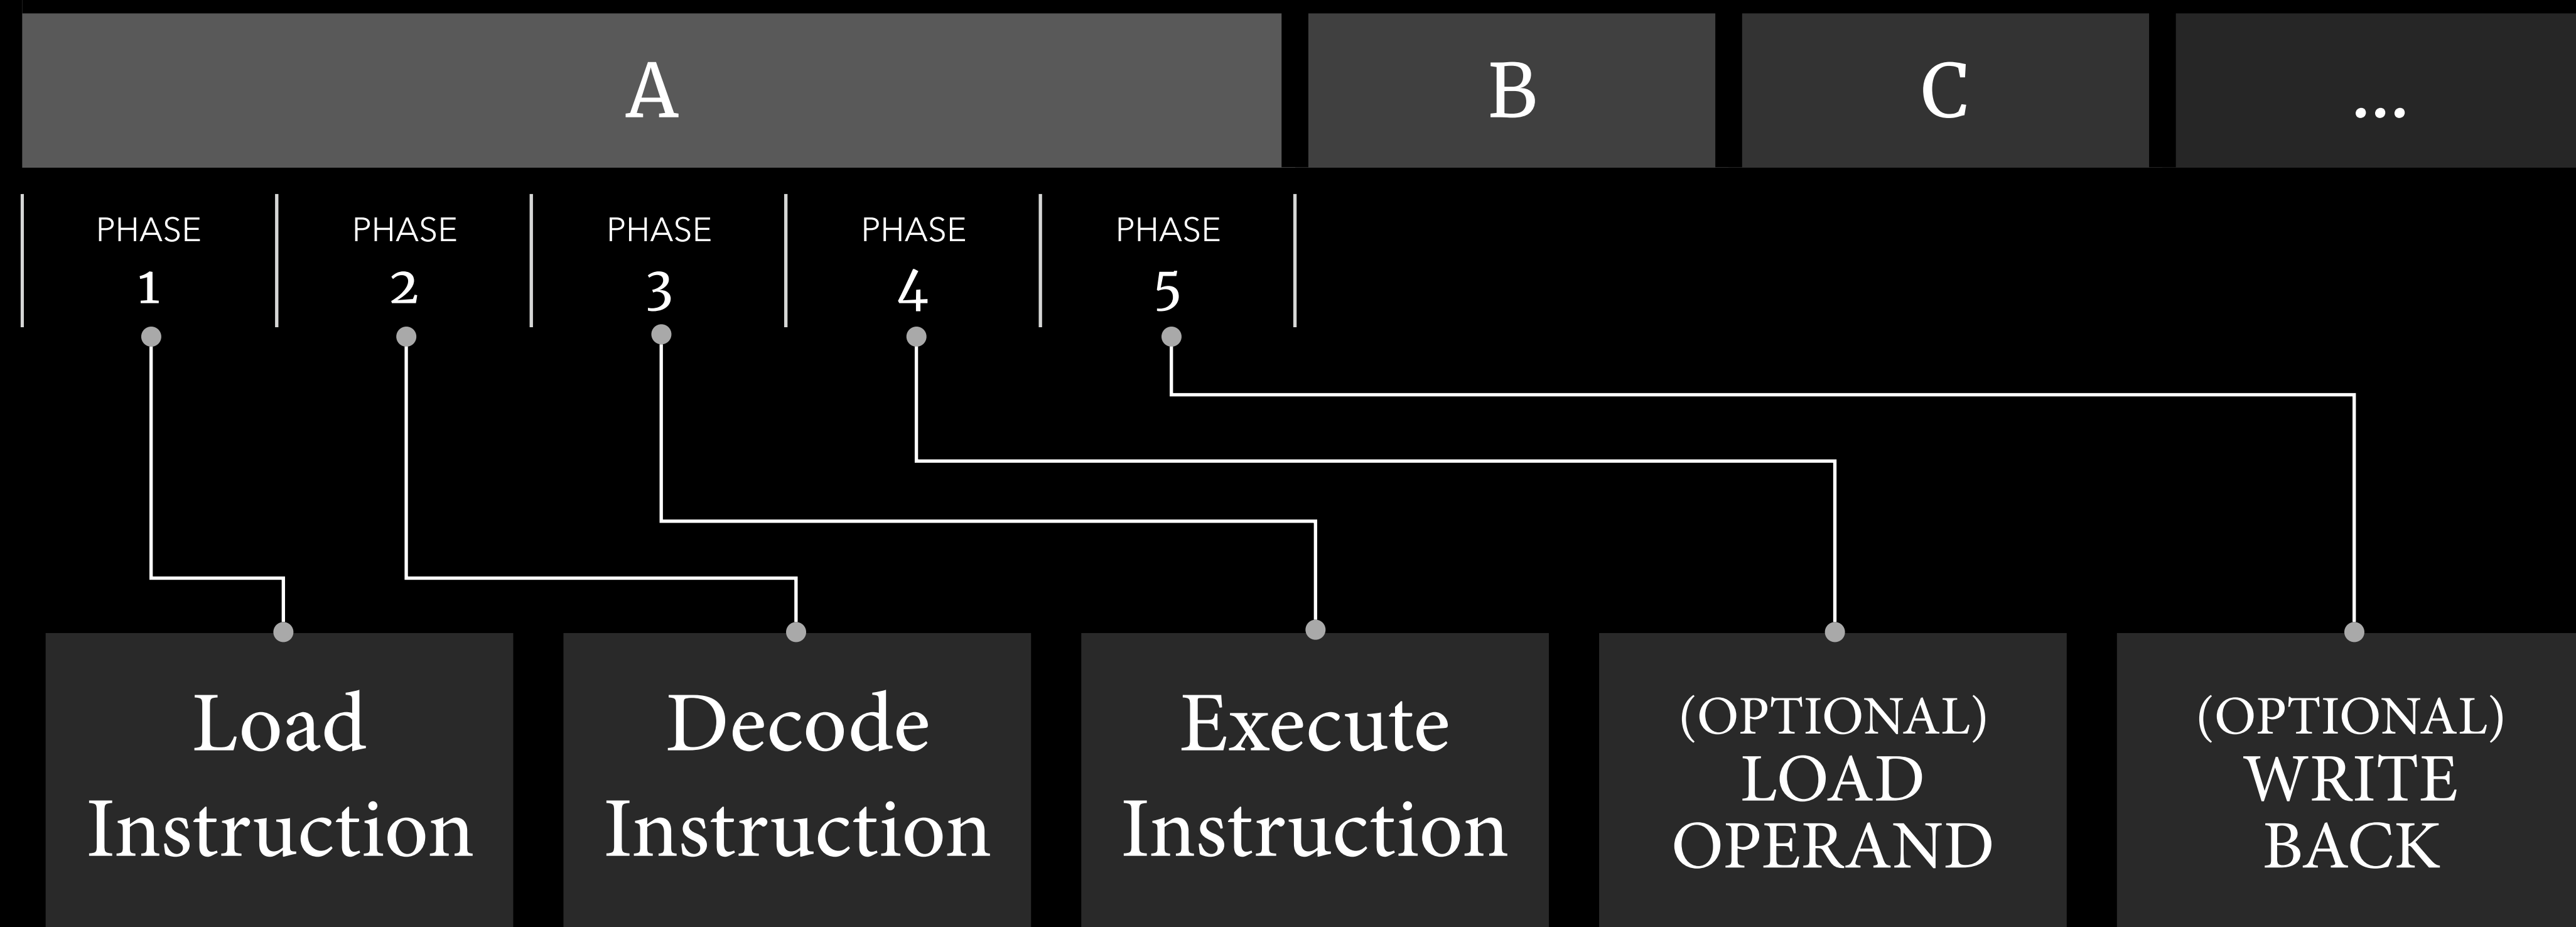 A
B
C
...
PHASE
1
PHASE
2
PHASE
3
PHASE
4
PHASE
5
Load
Instruction
Decode
Instruction
Execute
Instruction
(OPTIONAL)
LOAD
OPERAND
(OPTIONAL)
WRITE
BACK